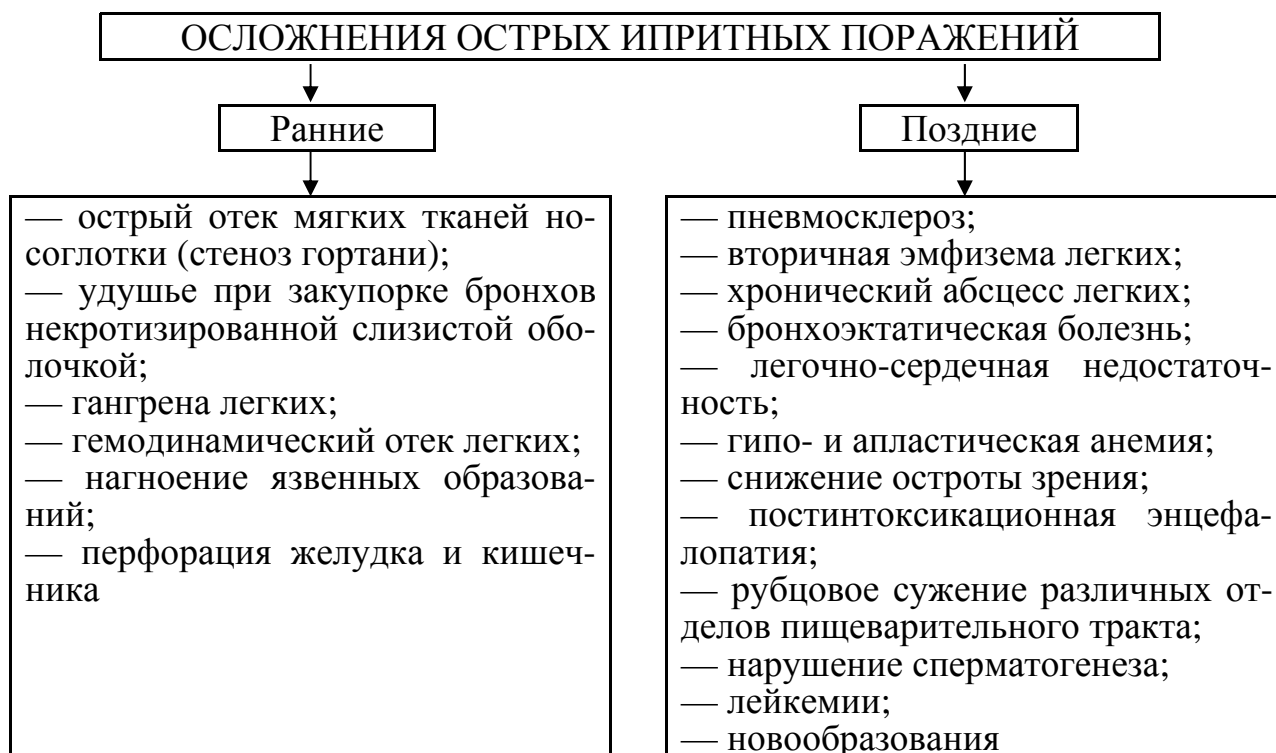 ОСЛОЖНЕНИЯ ОСТРЫХ ИПРИТНЫХ ПОРАЖЕНИЙ
Ранние
— острый отек мягких тканей но-
соглотки (стеноз гортани);
— удушье при закупорке бронхов
некротизированной слизистой обо-
лочкой;
— гангрена легких;
— гемодинамический отек легких;
— нагноение язвенных образова-
ний;
— перфорация желудка и кишеч-
ника
Поздние
— пневмосклероз;
— вторичная эмфизема легких;
— хронический абсцесс легких;
— бронхоэктатическая болезнь;
— легочно-сердечная недостаточ-
ность;
— гипо- и апластическая анемия;
— снижение остроты зрения;
— постинтоксикационная энцефа-
лопатия;
— рубцовое сужение различных от-
делов пищеварительного тракта;
— нарушение сперматогенеза;
— лейкемии;
— новообразования